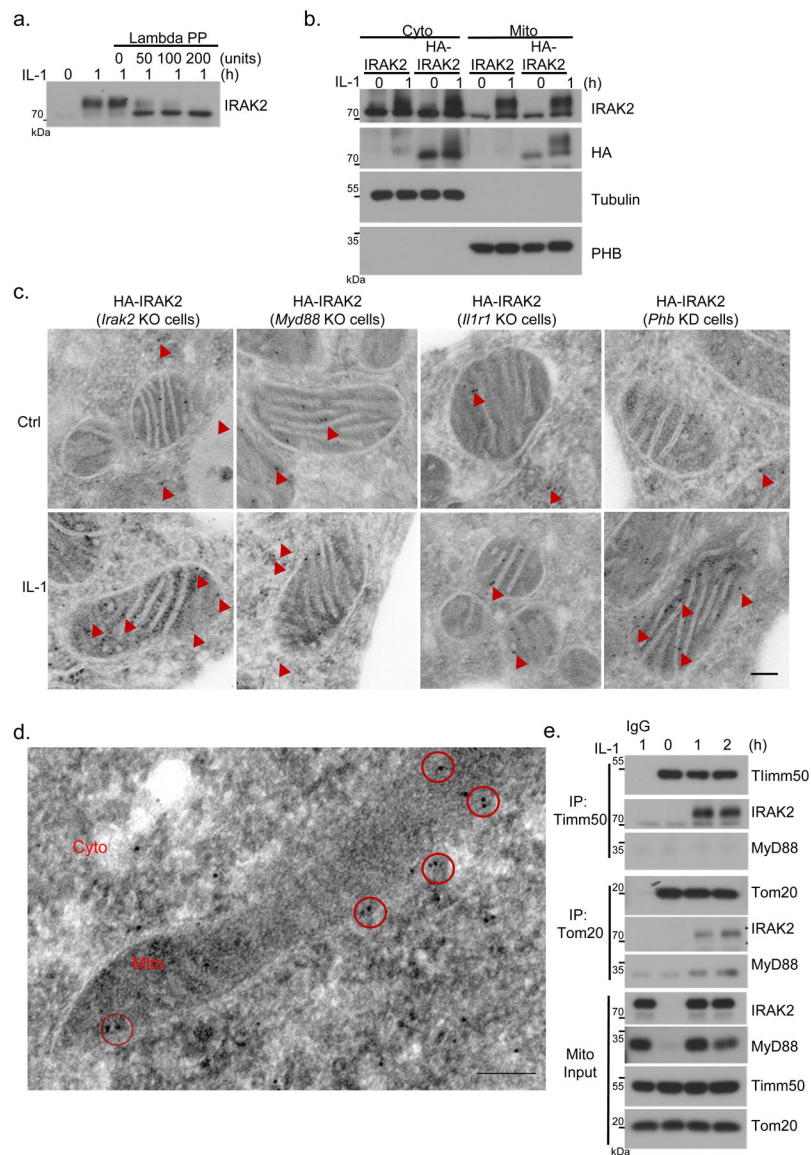 a.
Lambda PP
0 50 100 200 (units)
IL-1 0 1 1 1 1 1 (h)
IRAK2
70
kDa
b.
Cyto Mito
IRAK2 HA-IRAK2 IRAK2 HA-IRAK2
IL-1 0 1 0 1 0 1 0 1 (h)
70 IRAK2
70 HA
55 Tubulin
35 PHB
kDa
c.
HA-IRAK2 HA-IRAK2 HA-IRAK2 HA-IRAK2
(Irak2 KO cells) (Myd88 KO cells) (Il1r1 KO cells) (Phb KD cells)
Ctrl
IL-1
d.
Cyto
Mito
e.
IgG
IL-1 1 0 1 2 (h)
55 TIimm50
IP: Timm50
70 IRAK2
35 MyD88
20 Tom20
IP: Tom20
70 IRAK2
35 MyD88
70 IRAK2
35 MyD88
Mito Input
55 Timm50
20 Tom20
kDa